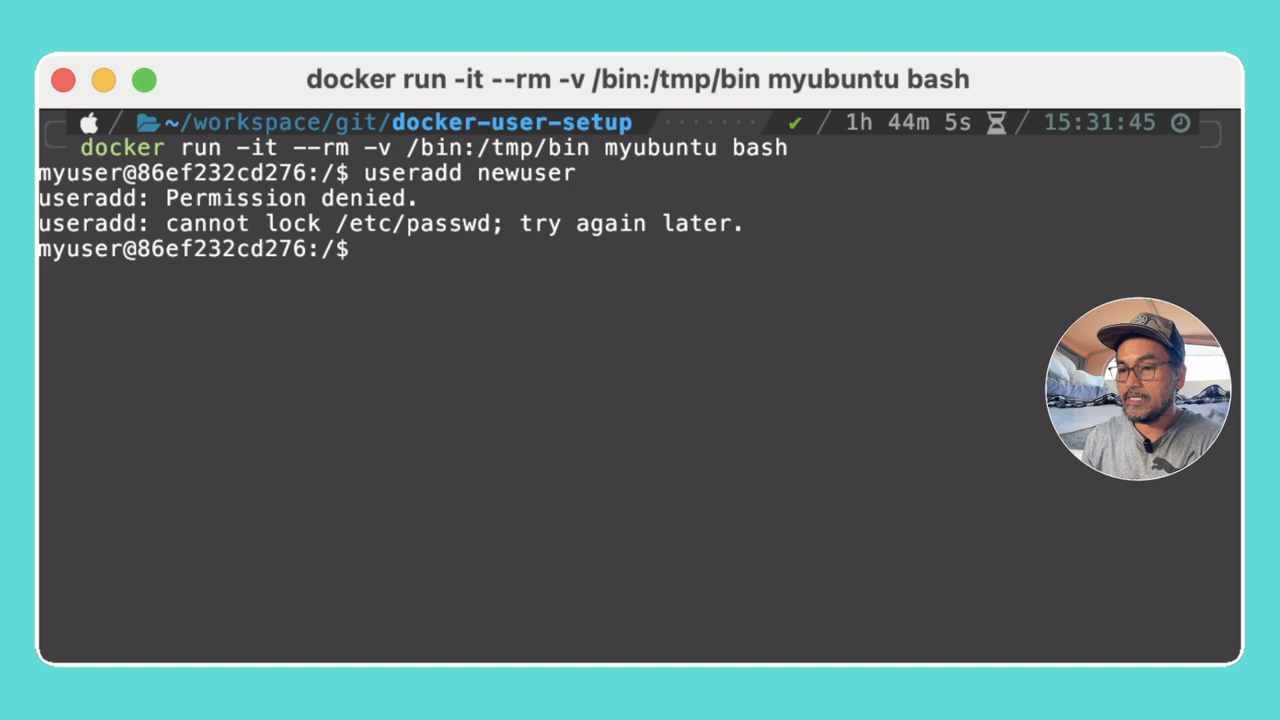 docker run -it --rm -v /bin:/tmp/bin myubuntu bash
~/workspace/git/docker-user-setup ✔ 1h 44m 5s 15:31:45
docker run -it --rm -v /bin:/tmp/bin myubuntu bash
myuser@86ef232cd276:/$ useradd newuser
useradd: Permission denied.
useradd: cannot lock /etc/passwd; try again later.
myuser@86ef232cd276:/$